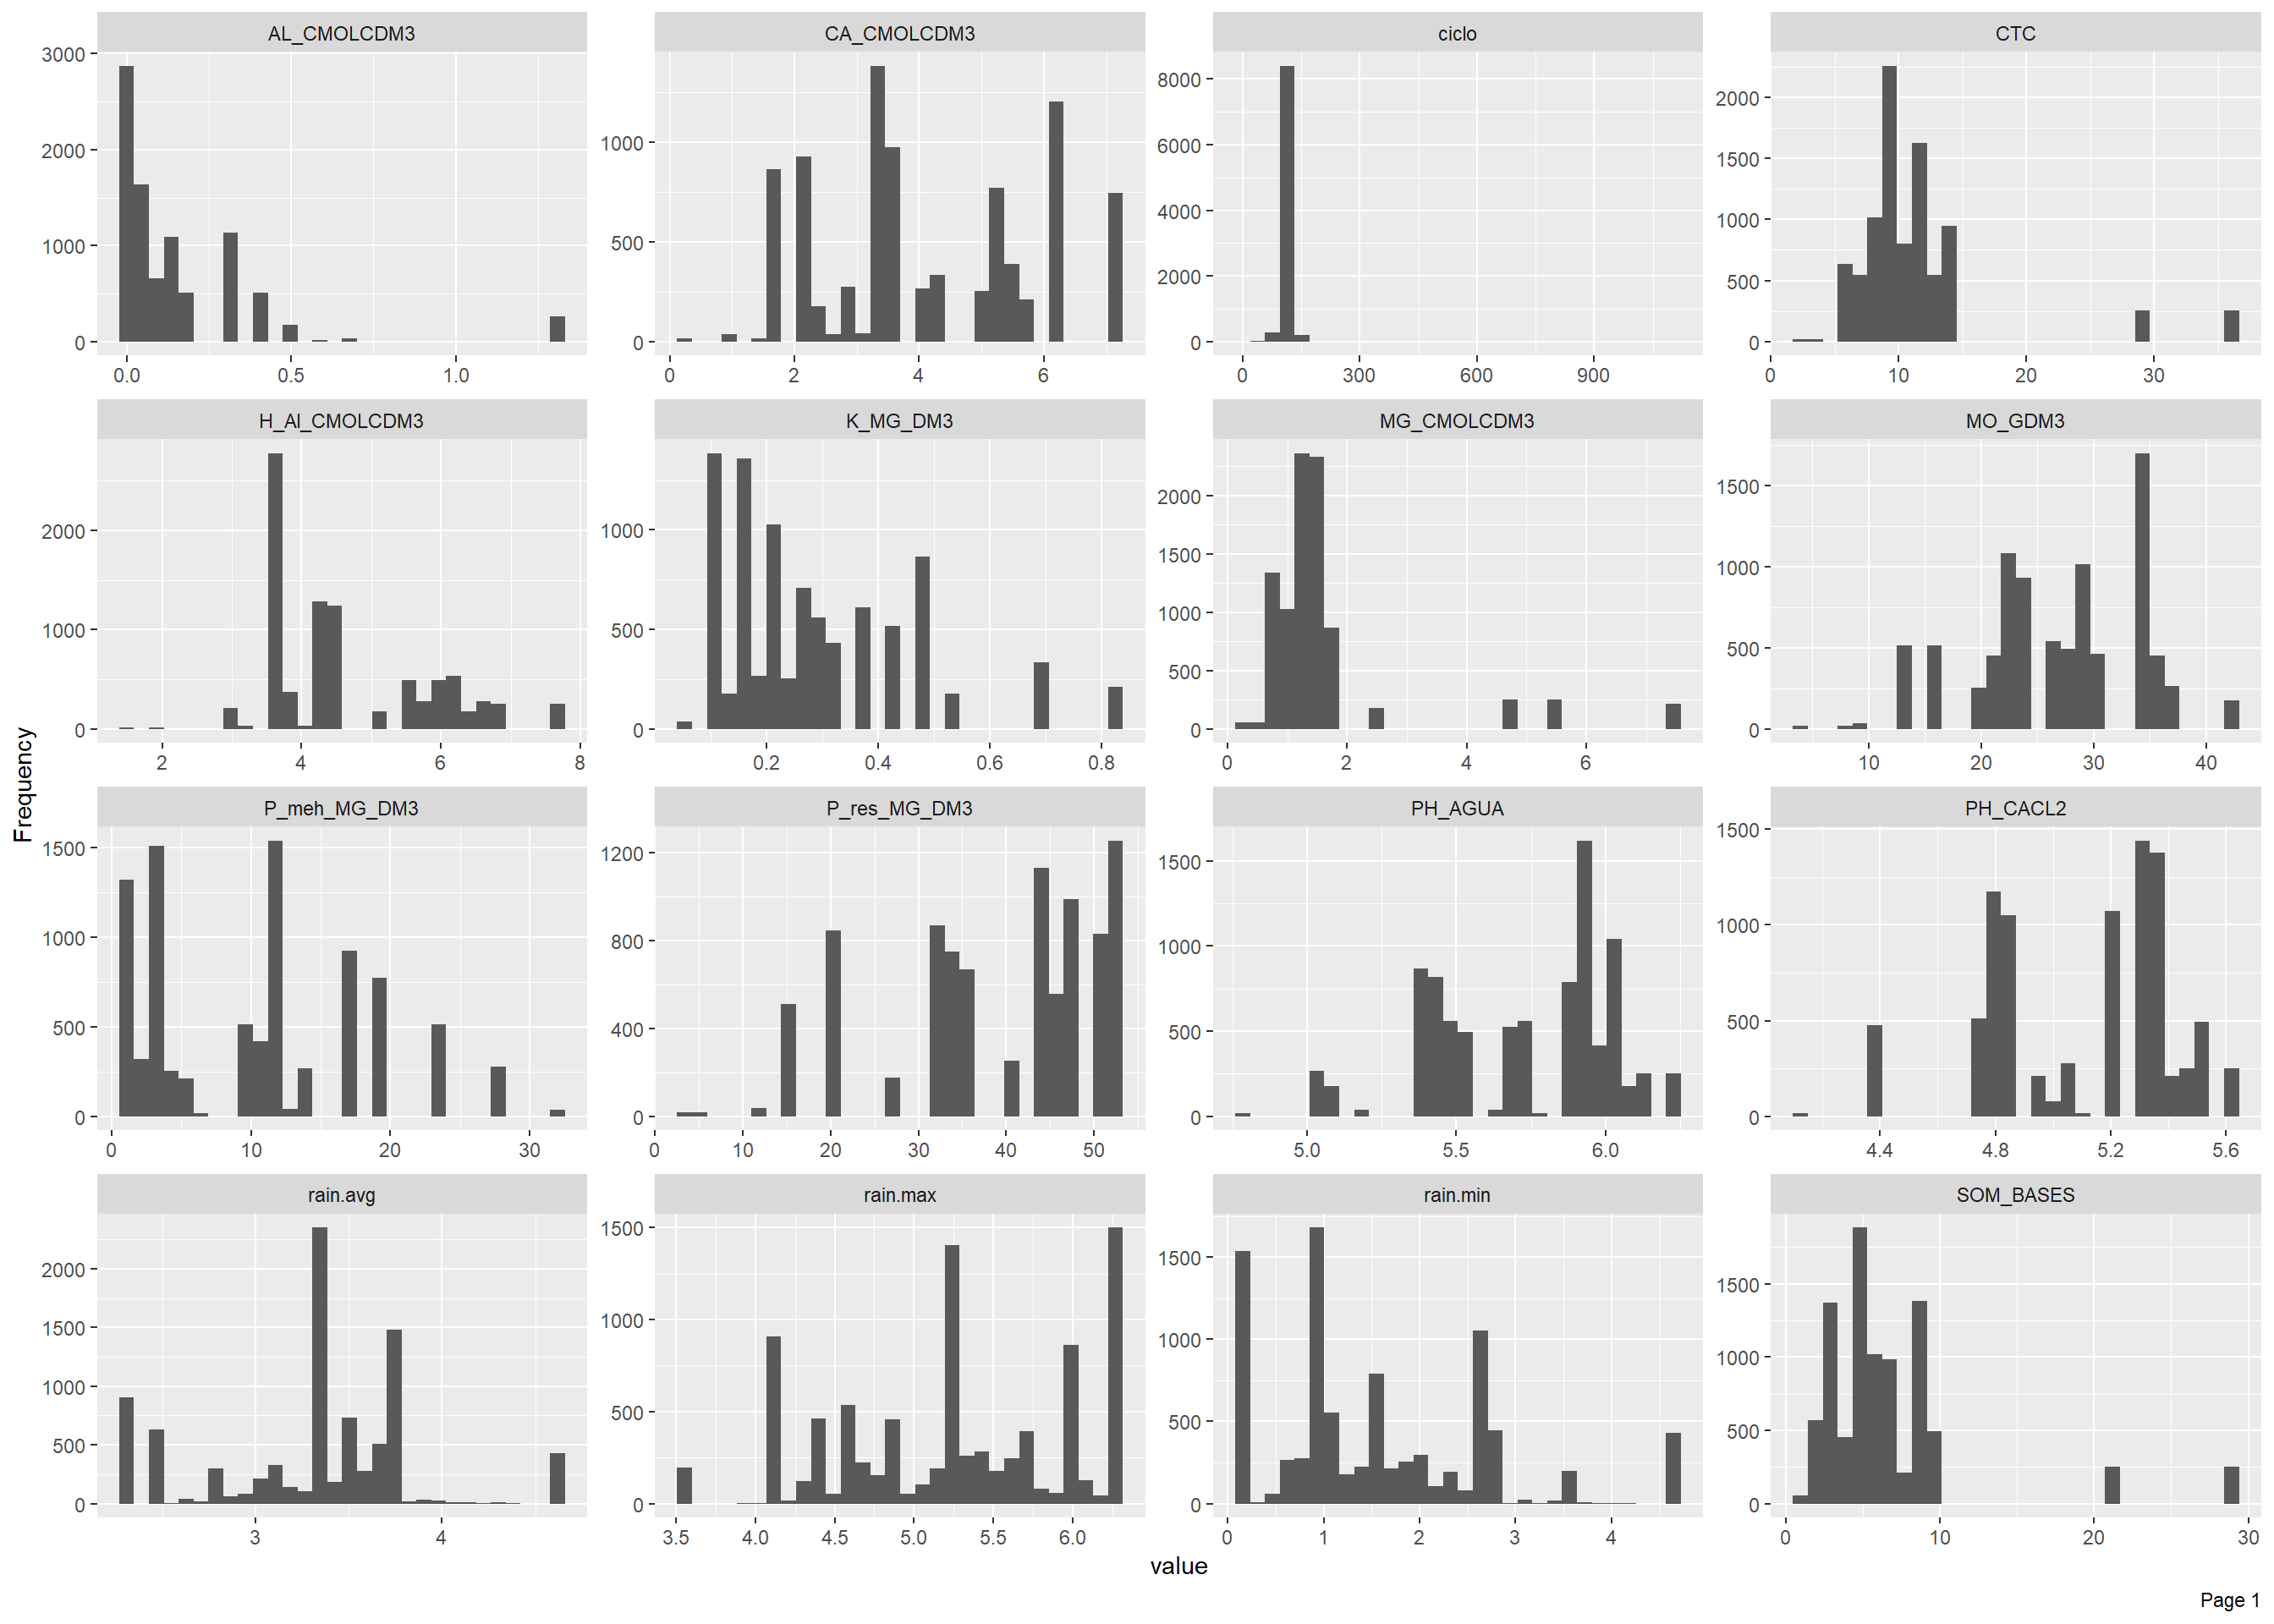 AL_CMOLCDM3 CA_CMOLCDM3 ciclo CTC
3000 2000 1000 0
1000 500 0
8000 6000 4000 2000 0
2000 1500 1000 500 0
0.0 0.5 1.0 0 2 4 6 0 300 600 900 0 10 20 30
H_Al_CMOLCDM3 K_MG_DM3 MG_CMOLCDM3 MO_GDM3
2000 1000 0
1000 500 0
2000 1500 1000 500 0
1500 1000 500 0
2 4 6 8 0.2 0.4 0.6 0.8 0 2 4 6 10 20 30 40
Frequency
P_meh_MG_DM3 P_res_MG_DM3 PH_AGUA PH_CACL2
1500 1000 500 0
1200 800 400 0
1500 1000 500 0
1500 1000 500 0
0 10 20 30 0 10 20 30 40 50 5.0 5.5 6.0 4.4 4.8 5.2 5.6
rain.avg rain.max rain.min SOM_BASES
2000 1500 1000 500 0
1500 1000 500 0
1500 1000 500 0
1500 1000 500 0
3 4 3.5 4.0 4.5 5.0 5.5 6.0 0 1 2 3 4 0 10 20 30
value
Page 1